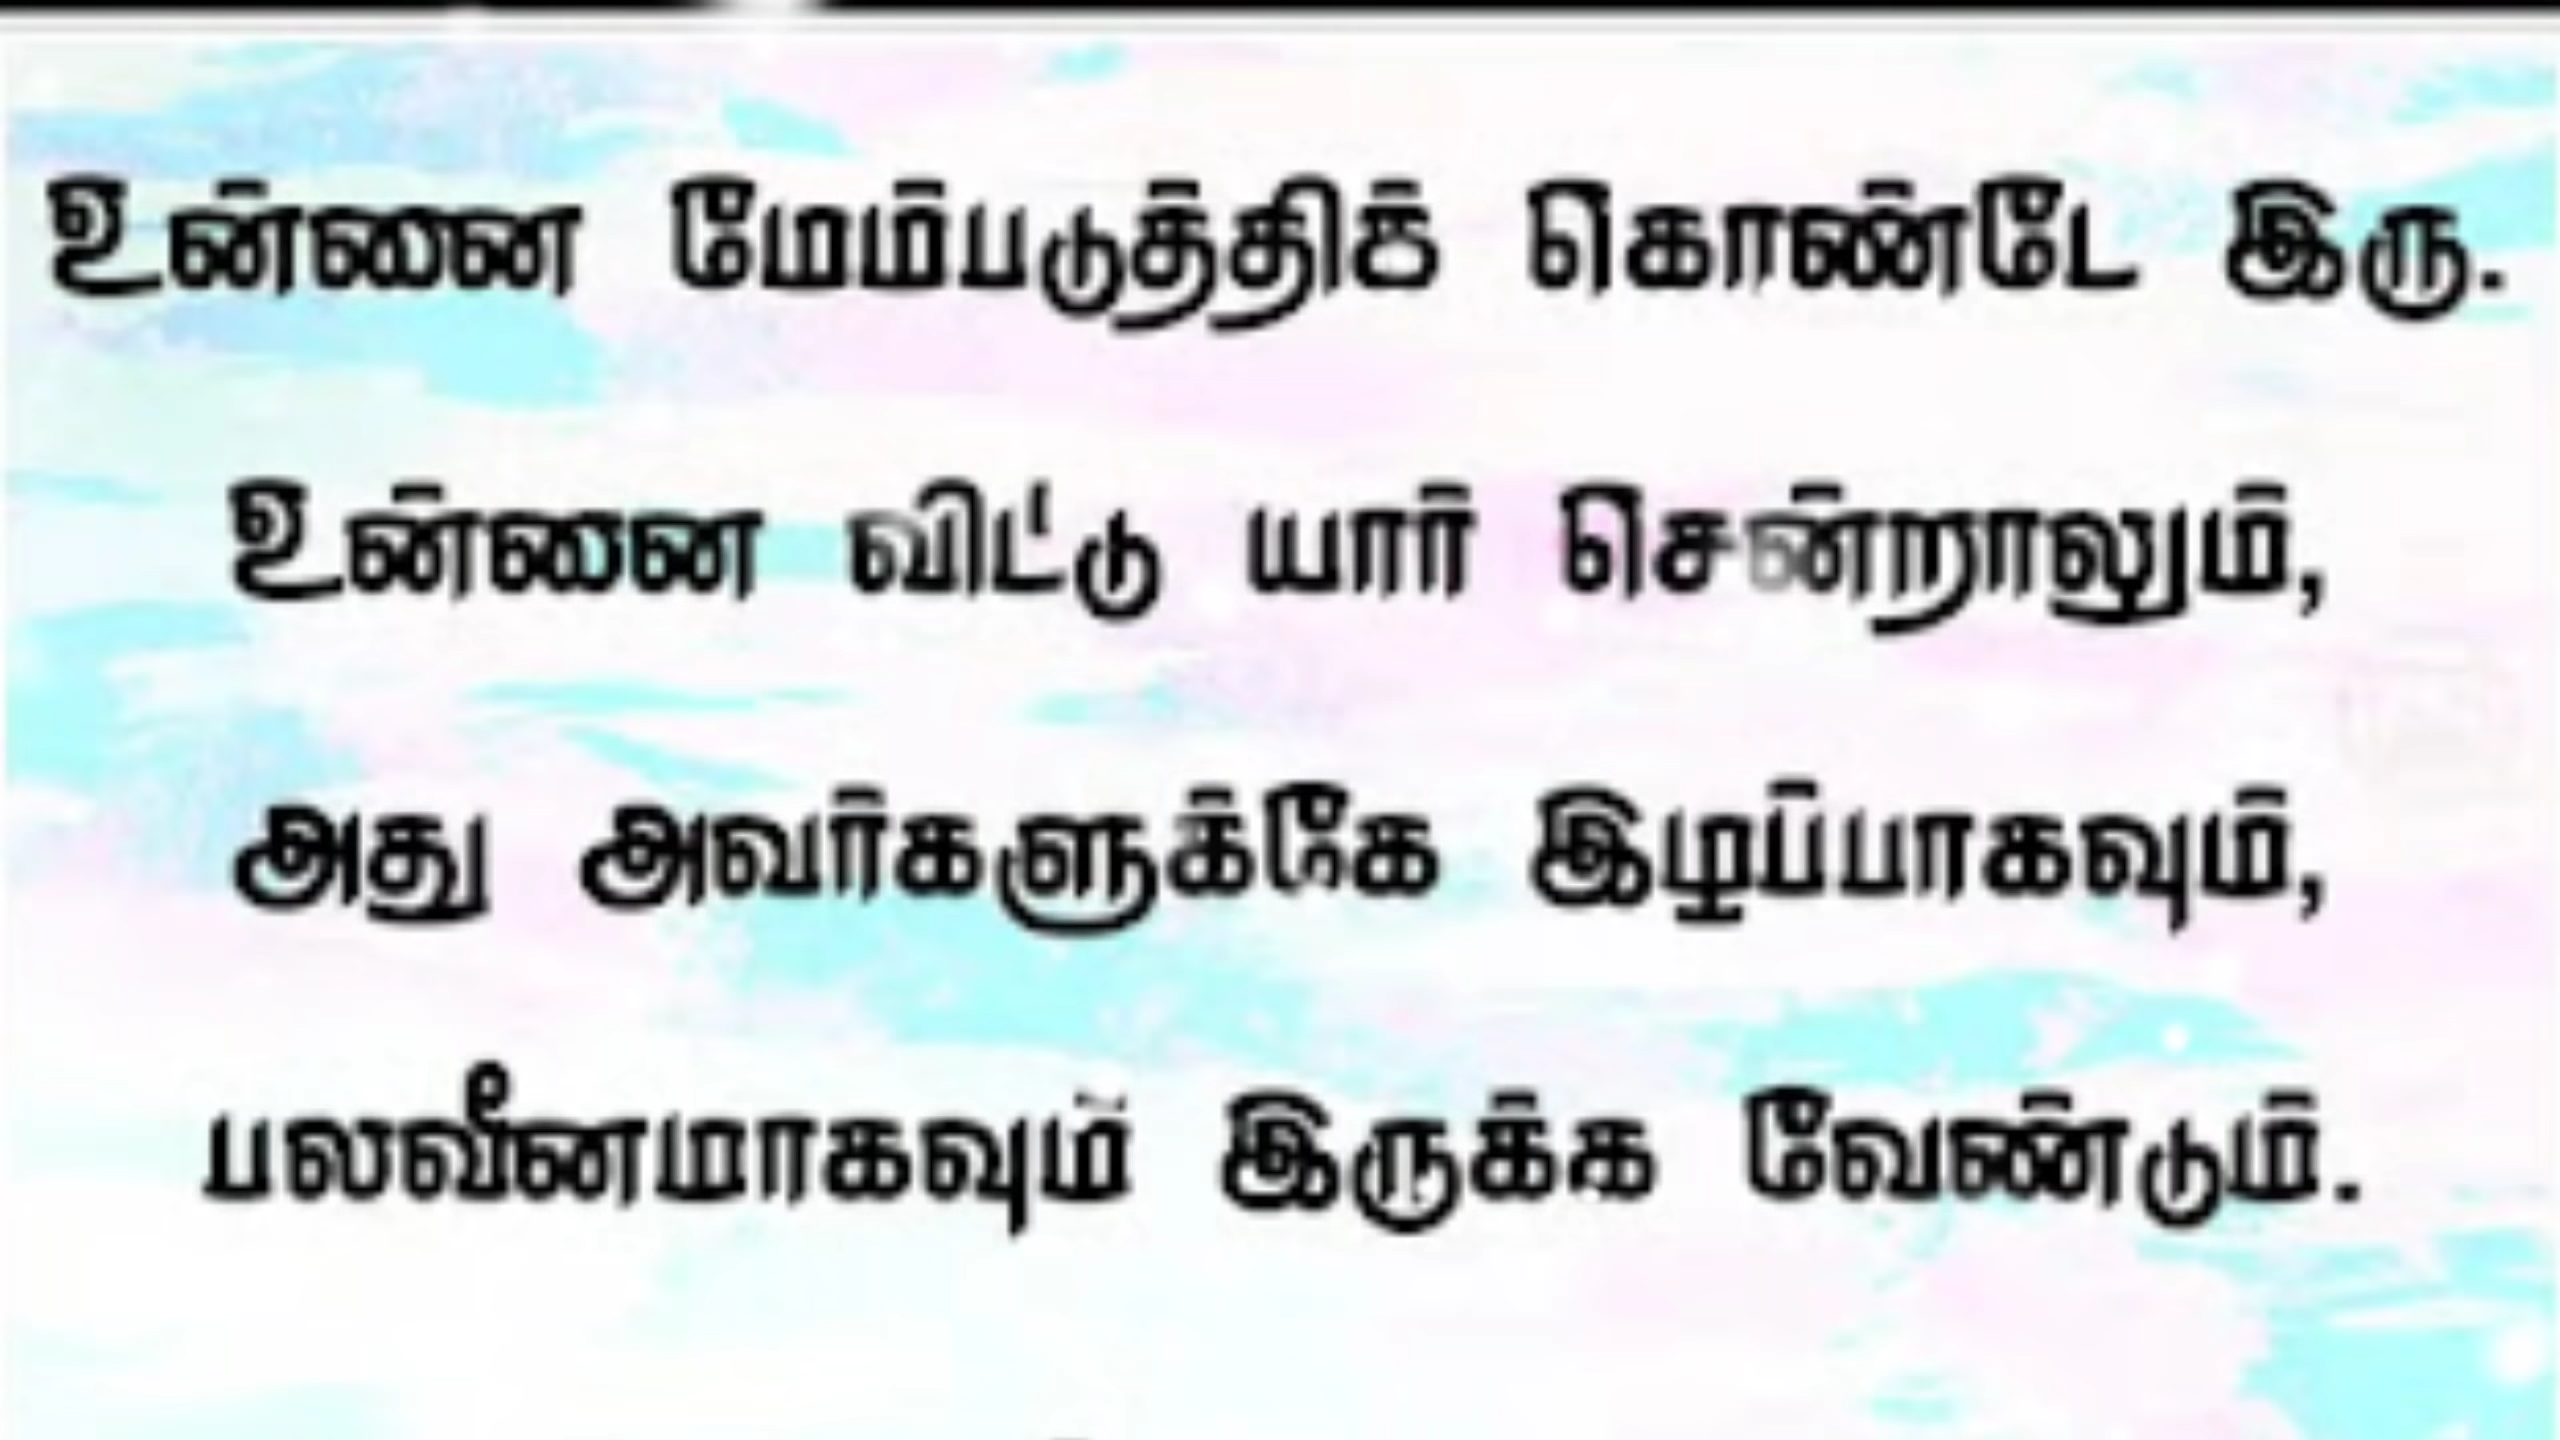 உன்னை மேம்படுத்திக் கொண்டே இரு.
உன்னை விட்டு யார் சென்றாலும்,
அது அவர்களுக்கே இழப்பாகவும்,
பலவீனமாகவும் இருக்க வேண்டும்.